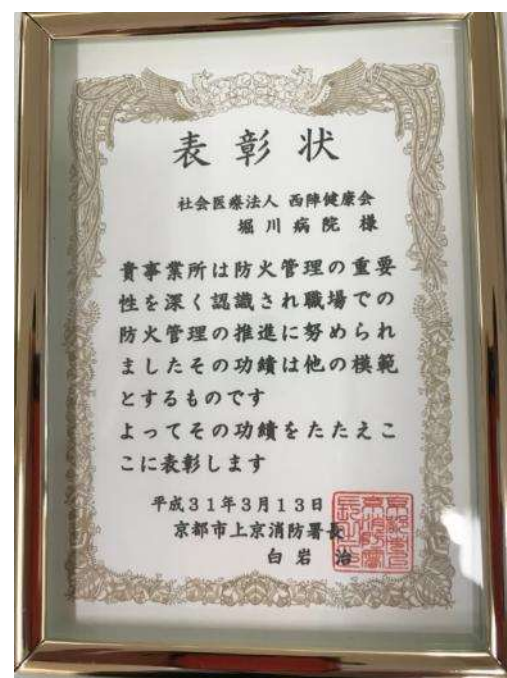 表彰状
社会医療法人 西陣健康会
堀川病院 様
貴事業所は防火管理の重要
性を深く認識され職場での
防火管理の推進に努められ
ましたその功績は他の模範
とするものです
よってその功績をたたえこ
こに表彰します
平成31年3月13日
京都市上京消防署長
白岩 治